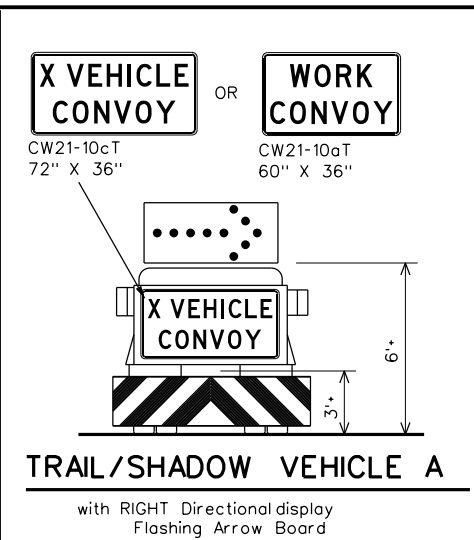 X VEHICLE
CONVOY
OR
WORK
CONVOY
CW21-10cT
72" X 36"
CW21-10aT
60" X 36"
X VEHICLE
CONVOY
6'+
3'+
TRAIL/SHADOW VEHICLE A
with RIGHT Directional display
Flashing Arrow Board